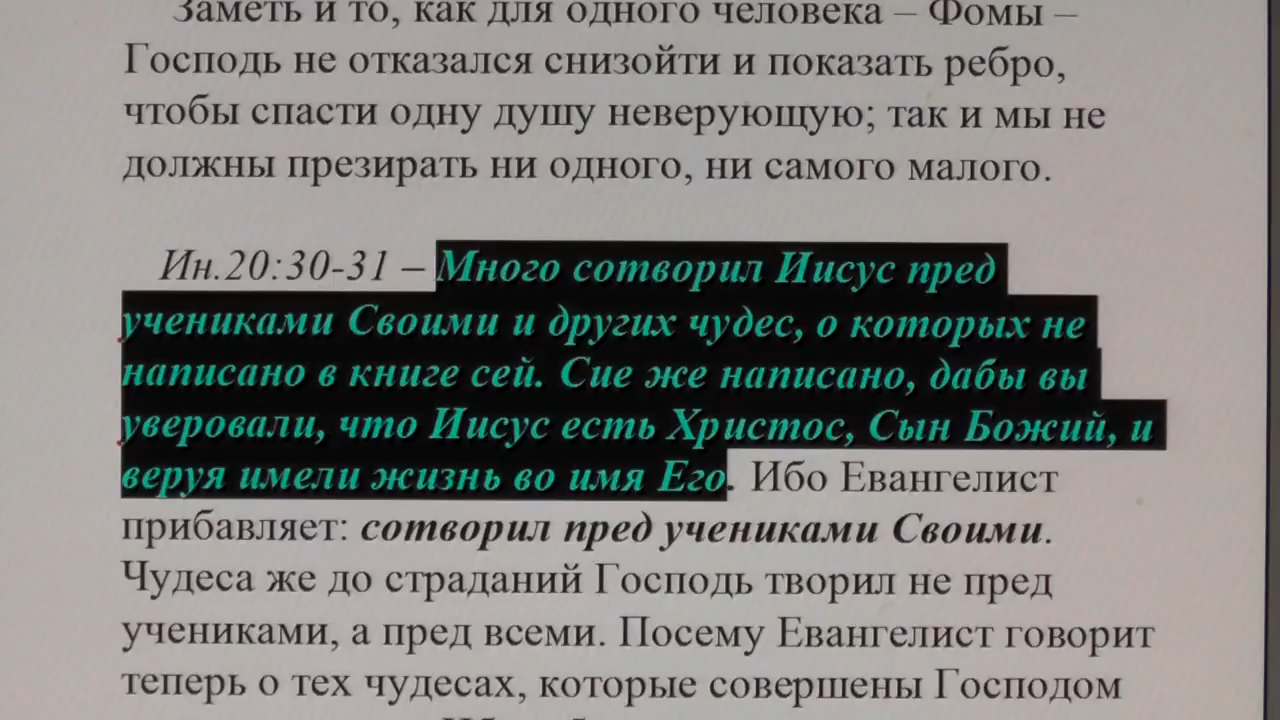 Заметь и то, как для одного человека – Фомы –
Господь не отказался снизойти и показать ребро,
чтобы спасти одну душу неверующую; так и мы не
должны презирать ни одного, ни самого малого.
Ин.20:30-31 – Много сотворил Иисус пред
учениками Своими и других чудес, о которых не
написано в книге сей. Сие же написано, дабы вы
уверовали, что Иисус есть Христос, Сын Божий, и
веруя имели жизнь во имя Его. Ибо Евангелист
прибавляет: сотворил пред учениками Своими.
Чудеса же до страданий Господь творил не пред
учениками, а пред всеми. Посему Евангелист говорит
теперь о тех чудесах, которые совершены Господом